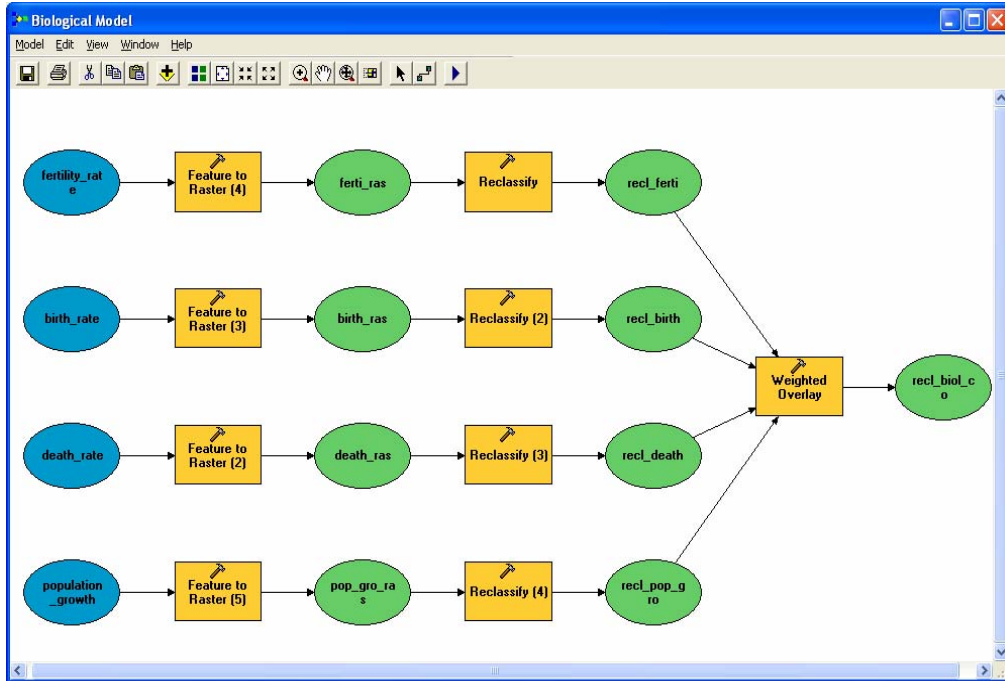 Biological Model
Model Edit View Window Help
fertility_rat
e
Feature to
Raster (4)
ferti_ras
Reclassify
recl_ferti
birth_rate
Feature to
Raster (3)
birth_ras
Reclassify (2)
recl_birth
Weighted
Overlay
recl_biol_c
o
death_rate
Feature to
Raster (2)
death_ras
Reclassify (3)
recl_death
population
_growth
Feature to
Raster (5)
pop_gro_ra
s
Reclassify (4)
recl_pop_g
ro